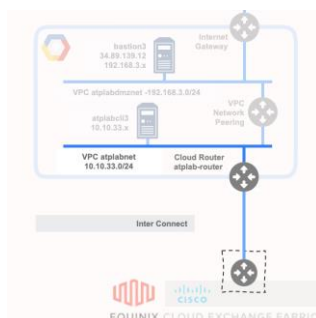 Internet
Gateway
bastion3
34.89.139.12
192.168.3.x
VPC atplabdmznet -192.168.3.0/24
VPC
Network
Peering
atplabcli3
10.10.33.x
VPC atplabnet
10.10.33.0/24
Cloud Router
atplab-router
Inter Connect
CISCO
EQUINIX CLOUD EXCHANGE FABRIC